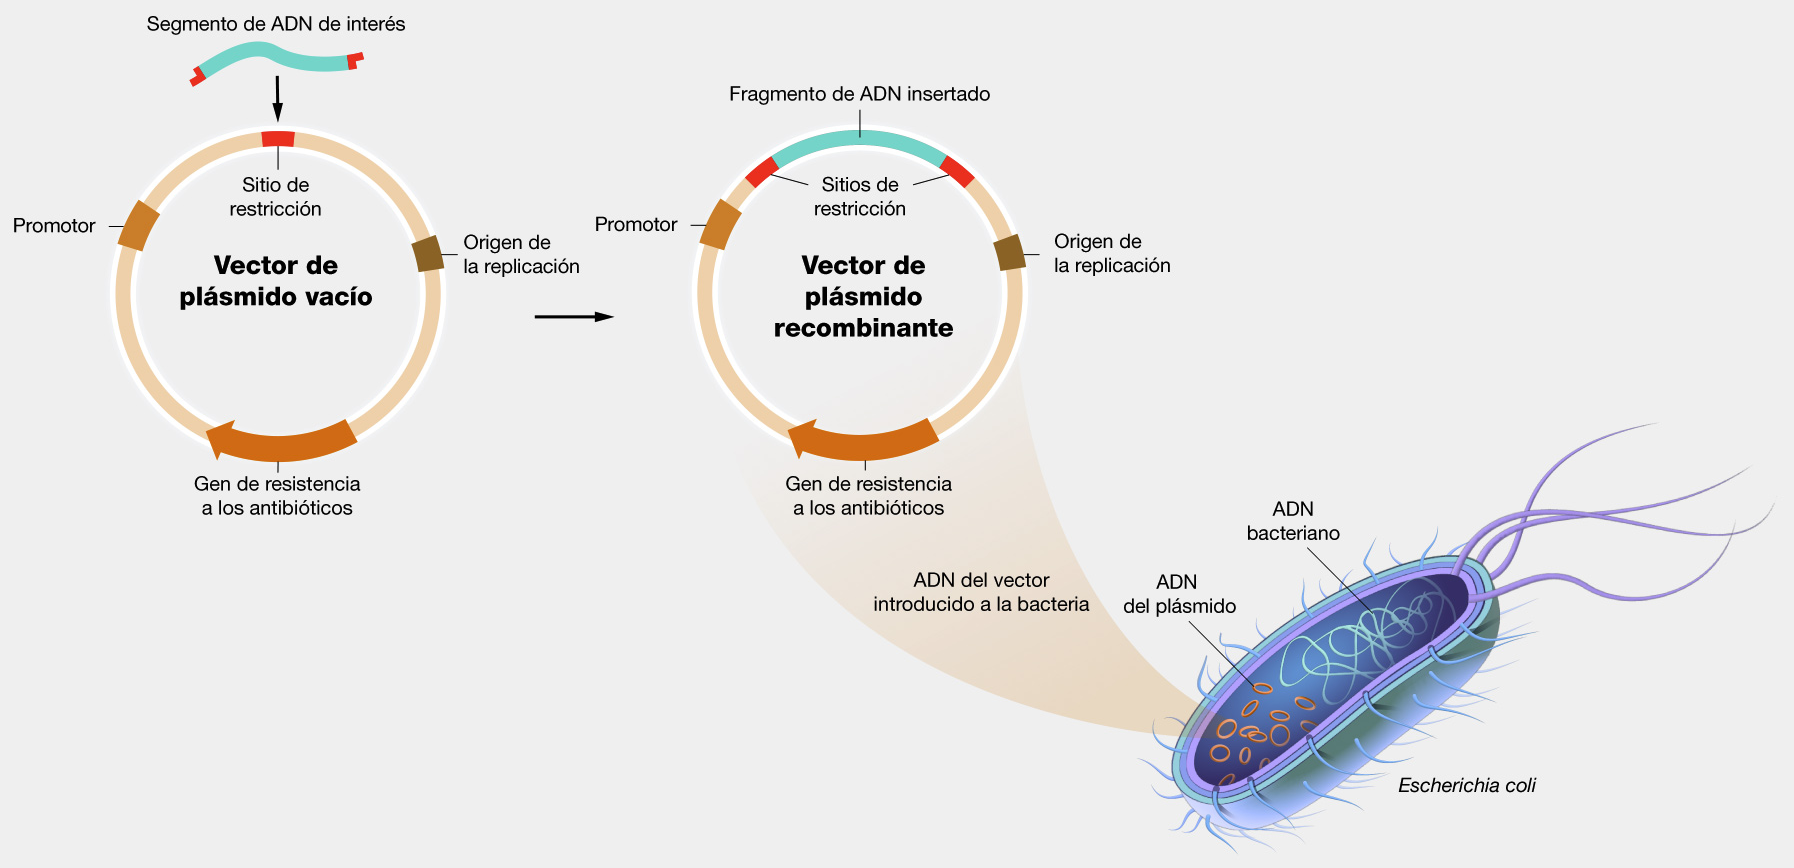 Segmento de ADN de interés
Sitio de
restricción
Promotor
Origen de
la replicación
Vector de
plásmido vacío
Gen de resistencia
a los antibióticos
Fragmento de ADN insertado
Sitios de
restricción
Promotor
Origen de
la replicación
Vector de
plásmido
recombinante
Gen de resistencia
a los antibióticos
ADN del vector
introducido a la bacteria
ADN
bacteriano
ADN
del plásmido
Escherichia coli